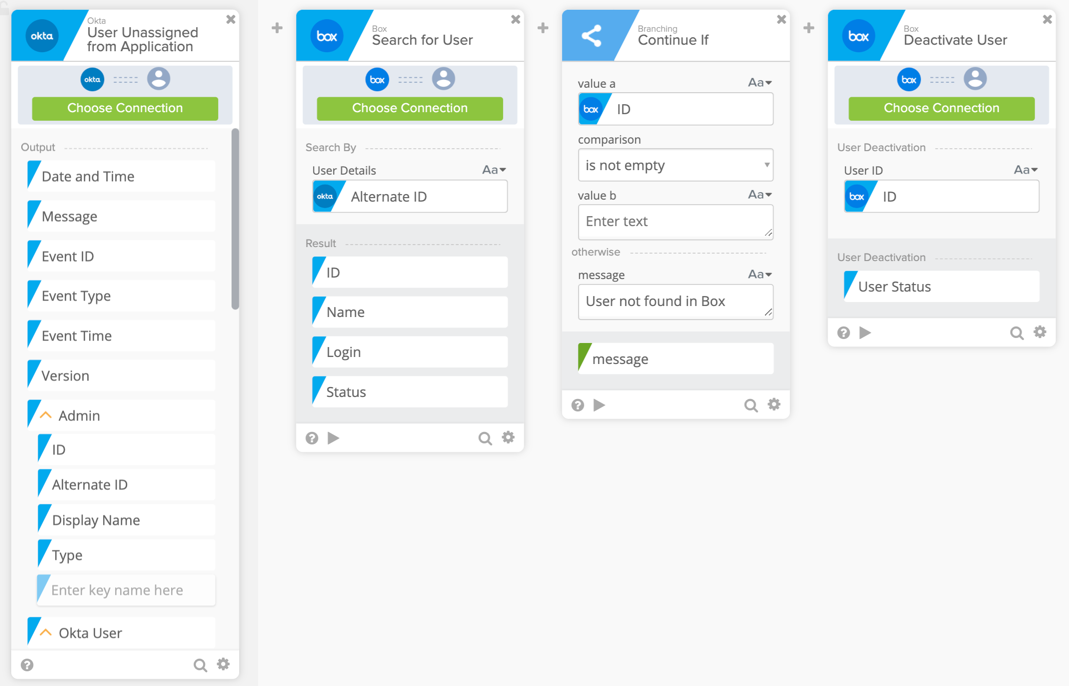 Okta
okta
User Unassigned
from Application
okta
Choose Connection
Output
Date and Time
Message
Event ID
Event Type
Event Time
Version
Admin
ID
Alternate ID
Display Name
Type
Enter key name here
Okta User
?
+
Box
box
Search for User
box
Choose Connection
Search By
User Details
Aa
okta
Alternate ID
Result
ID
Name
Login
Status
?
+
Branching
Continue If
value a
Aa
box
ID
comparison
is not empty
value b
Aa
Enter text
otherwise
message
Aa
User not found in Box
message
?
+
Box
box
Deactivate User
box
Choose Connection
User Deactivation
User ID
Aa
box
ID
User Deactivation
User Status
?